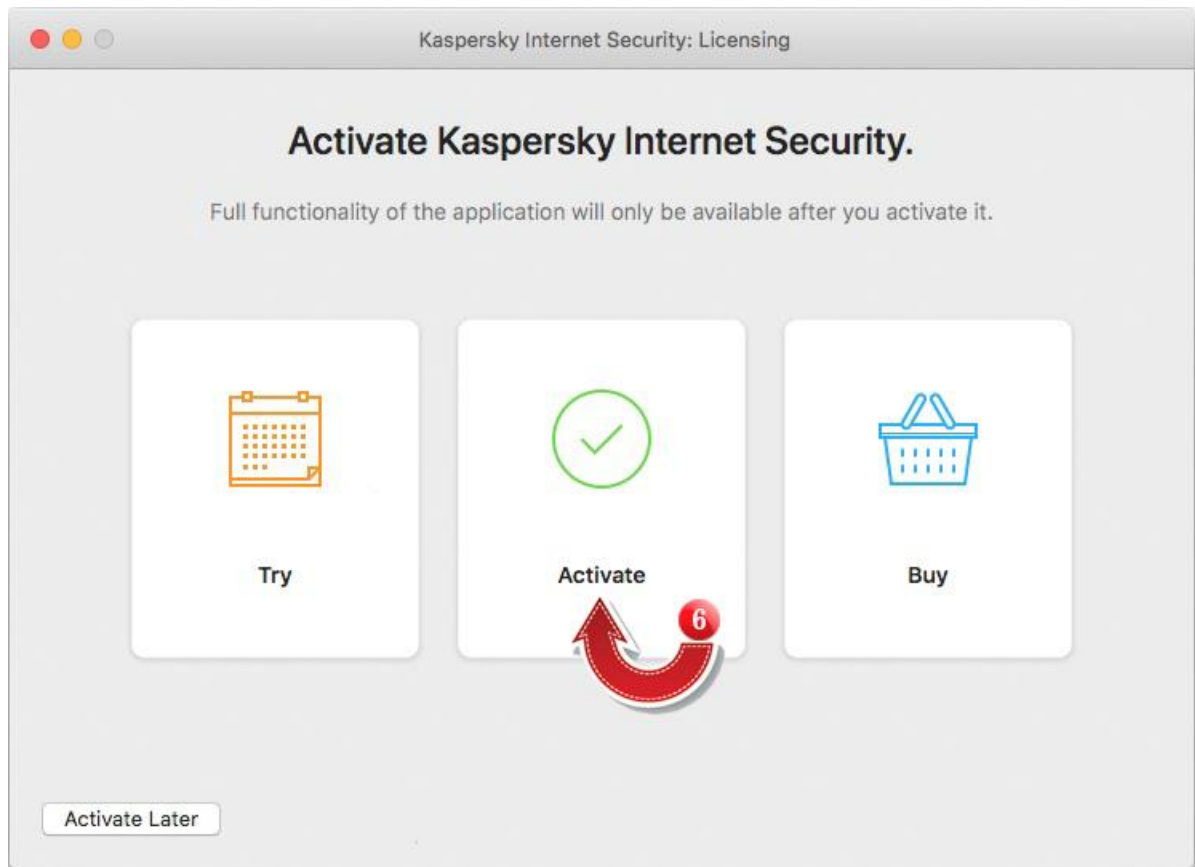 Kaspersky Internet Security: Licensing
Activate Kaspersky Internet Security.
Full functionality of the application will only be available after you activate it.
Try
Activate
Buy
6
Activate Later